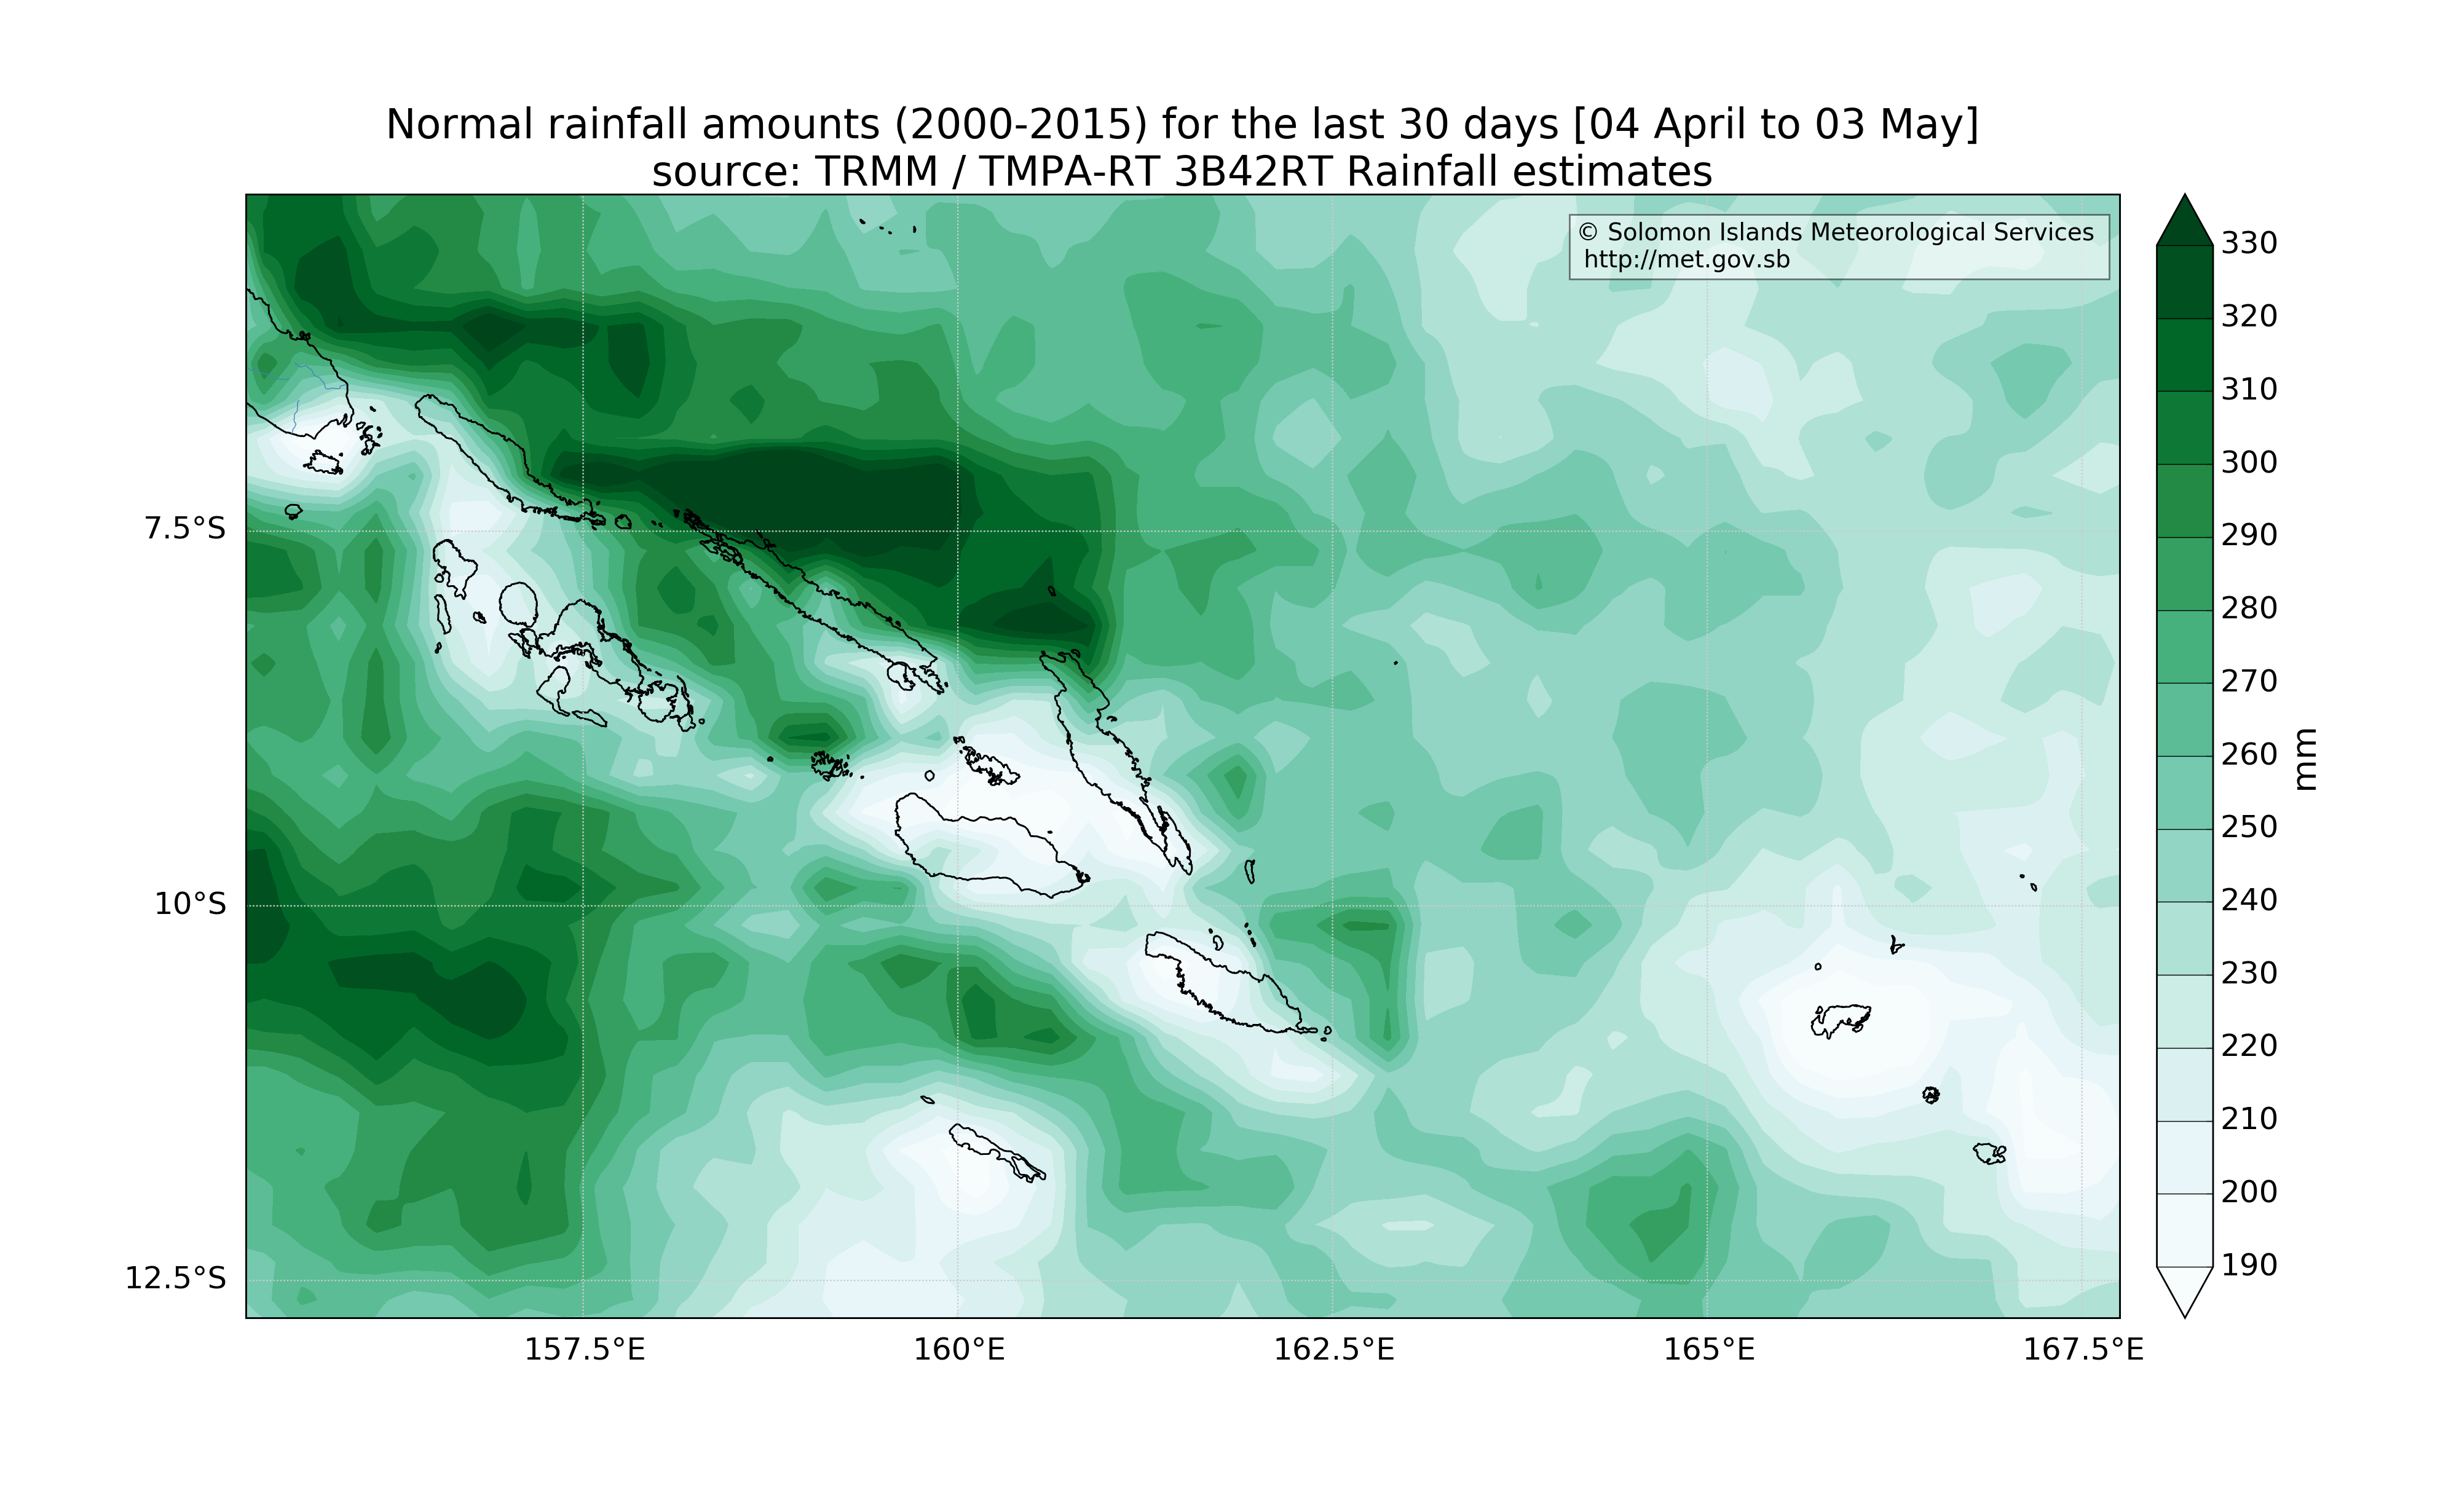 Normal rainfall amounts (2000-2015) for the last 30 days [04 April to 03 May]
source: TRMM / TMPA-RT 3B42RT Rainfall estimates
© Solomon Islands Meteorological Services
http://met.gov.sb
330
320
310
300
290
280
270
260
250
240
230
220
210
200
190
mm
7.5°S
10°S
12.5°S
157.5°E
160°E
162.5°E
165°E
167.5°E